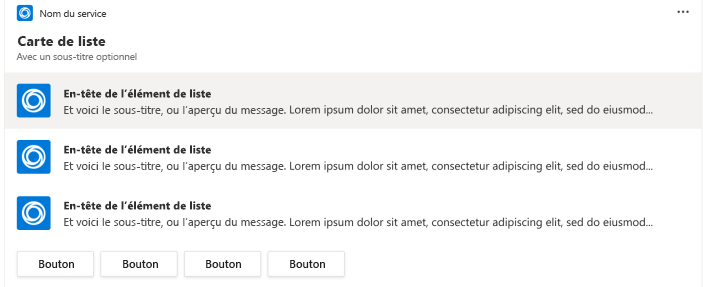 Nom du service
Carte de liste
Avec un sous-titre optionnel
En-tête de l’élément de liste
Et voici le sous-titre, ou l’aperçu du message. Lorem ipsum dolor sit amet, consectetur adipiscing elit, sed do eiusmod...
En-tête de l’élément de liste
Et voici le sous-titre, ou l’aperçu du message. Lorem ipsum dolor sit amet, consectetur adipiscing elit, sed do eiusmod...
En-tête de l’élément de liste
Et voici le sous-titre, ou l’aperçu du message. Lorem ipsum dolor sit amet, consectetur adipiscing elit, sed do eiusmod...
Bouton Bouton Bouton Bouton